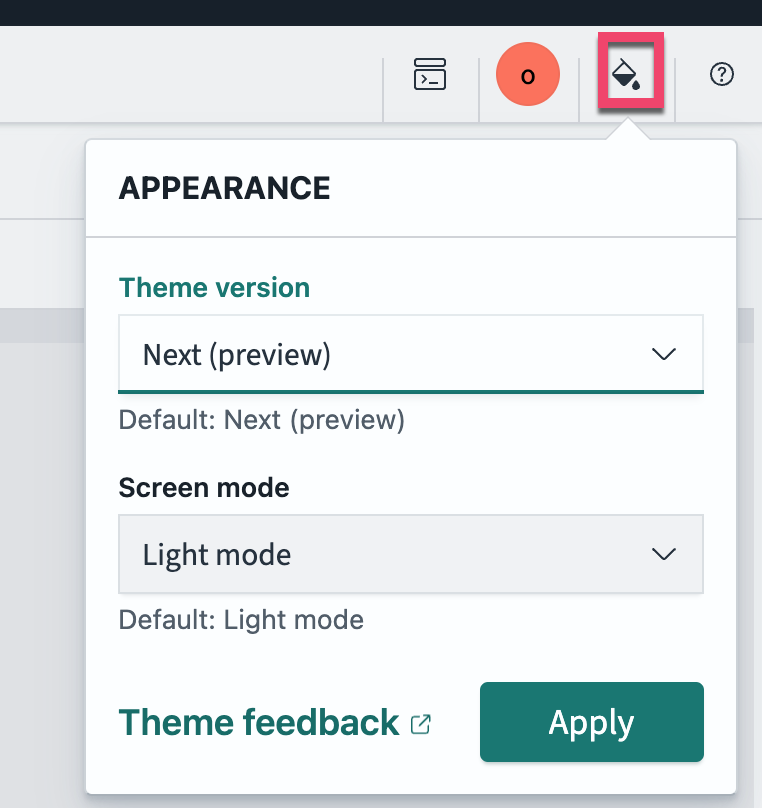 o
APPEARANCE
Theme version
Next (preview)
Default: Next (preview)
Screen mode
Light mode
Default: Light mode
Theme feedback
Apply